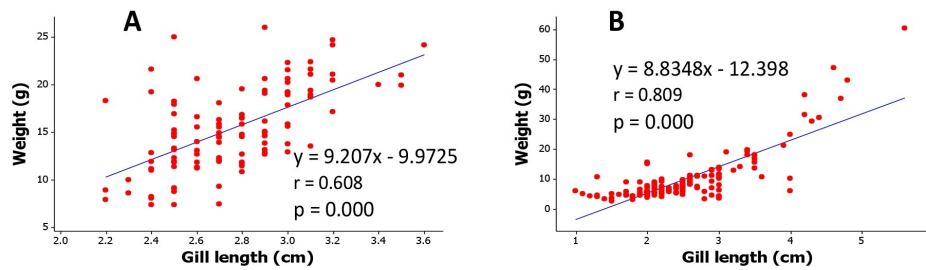 A
Weight (g)
25
20
15
10
5
y = 9.207x - 9.9725
r = 0.608
p = 0.000
2.0 2.2 2.4 2.6 2.8 3.0 3.2 3.4 3.6
Gill length (cm)
B
Weight (g)
60
50
40
30
20
10
0
y = 8.8348x - 12.398
r = 0.809
p = 0.000
1 2 3 4 5
Gill length (cm)